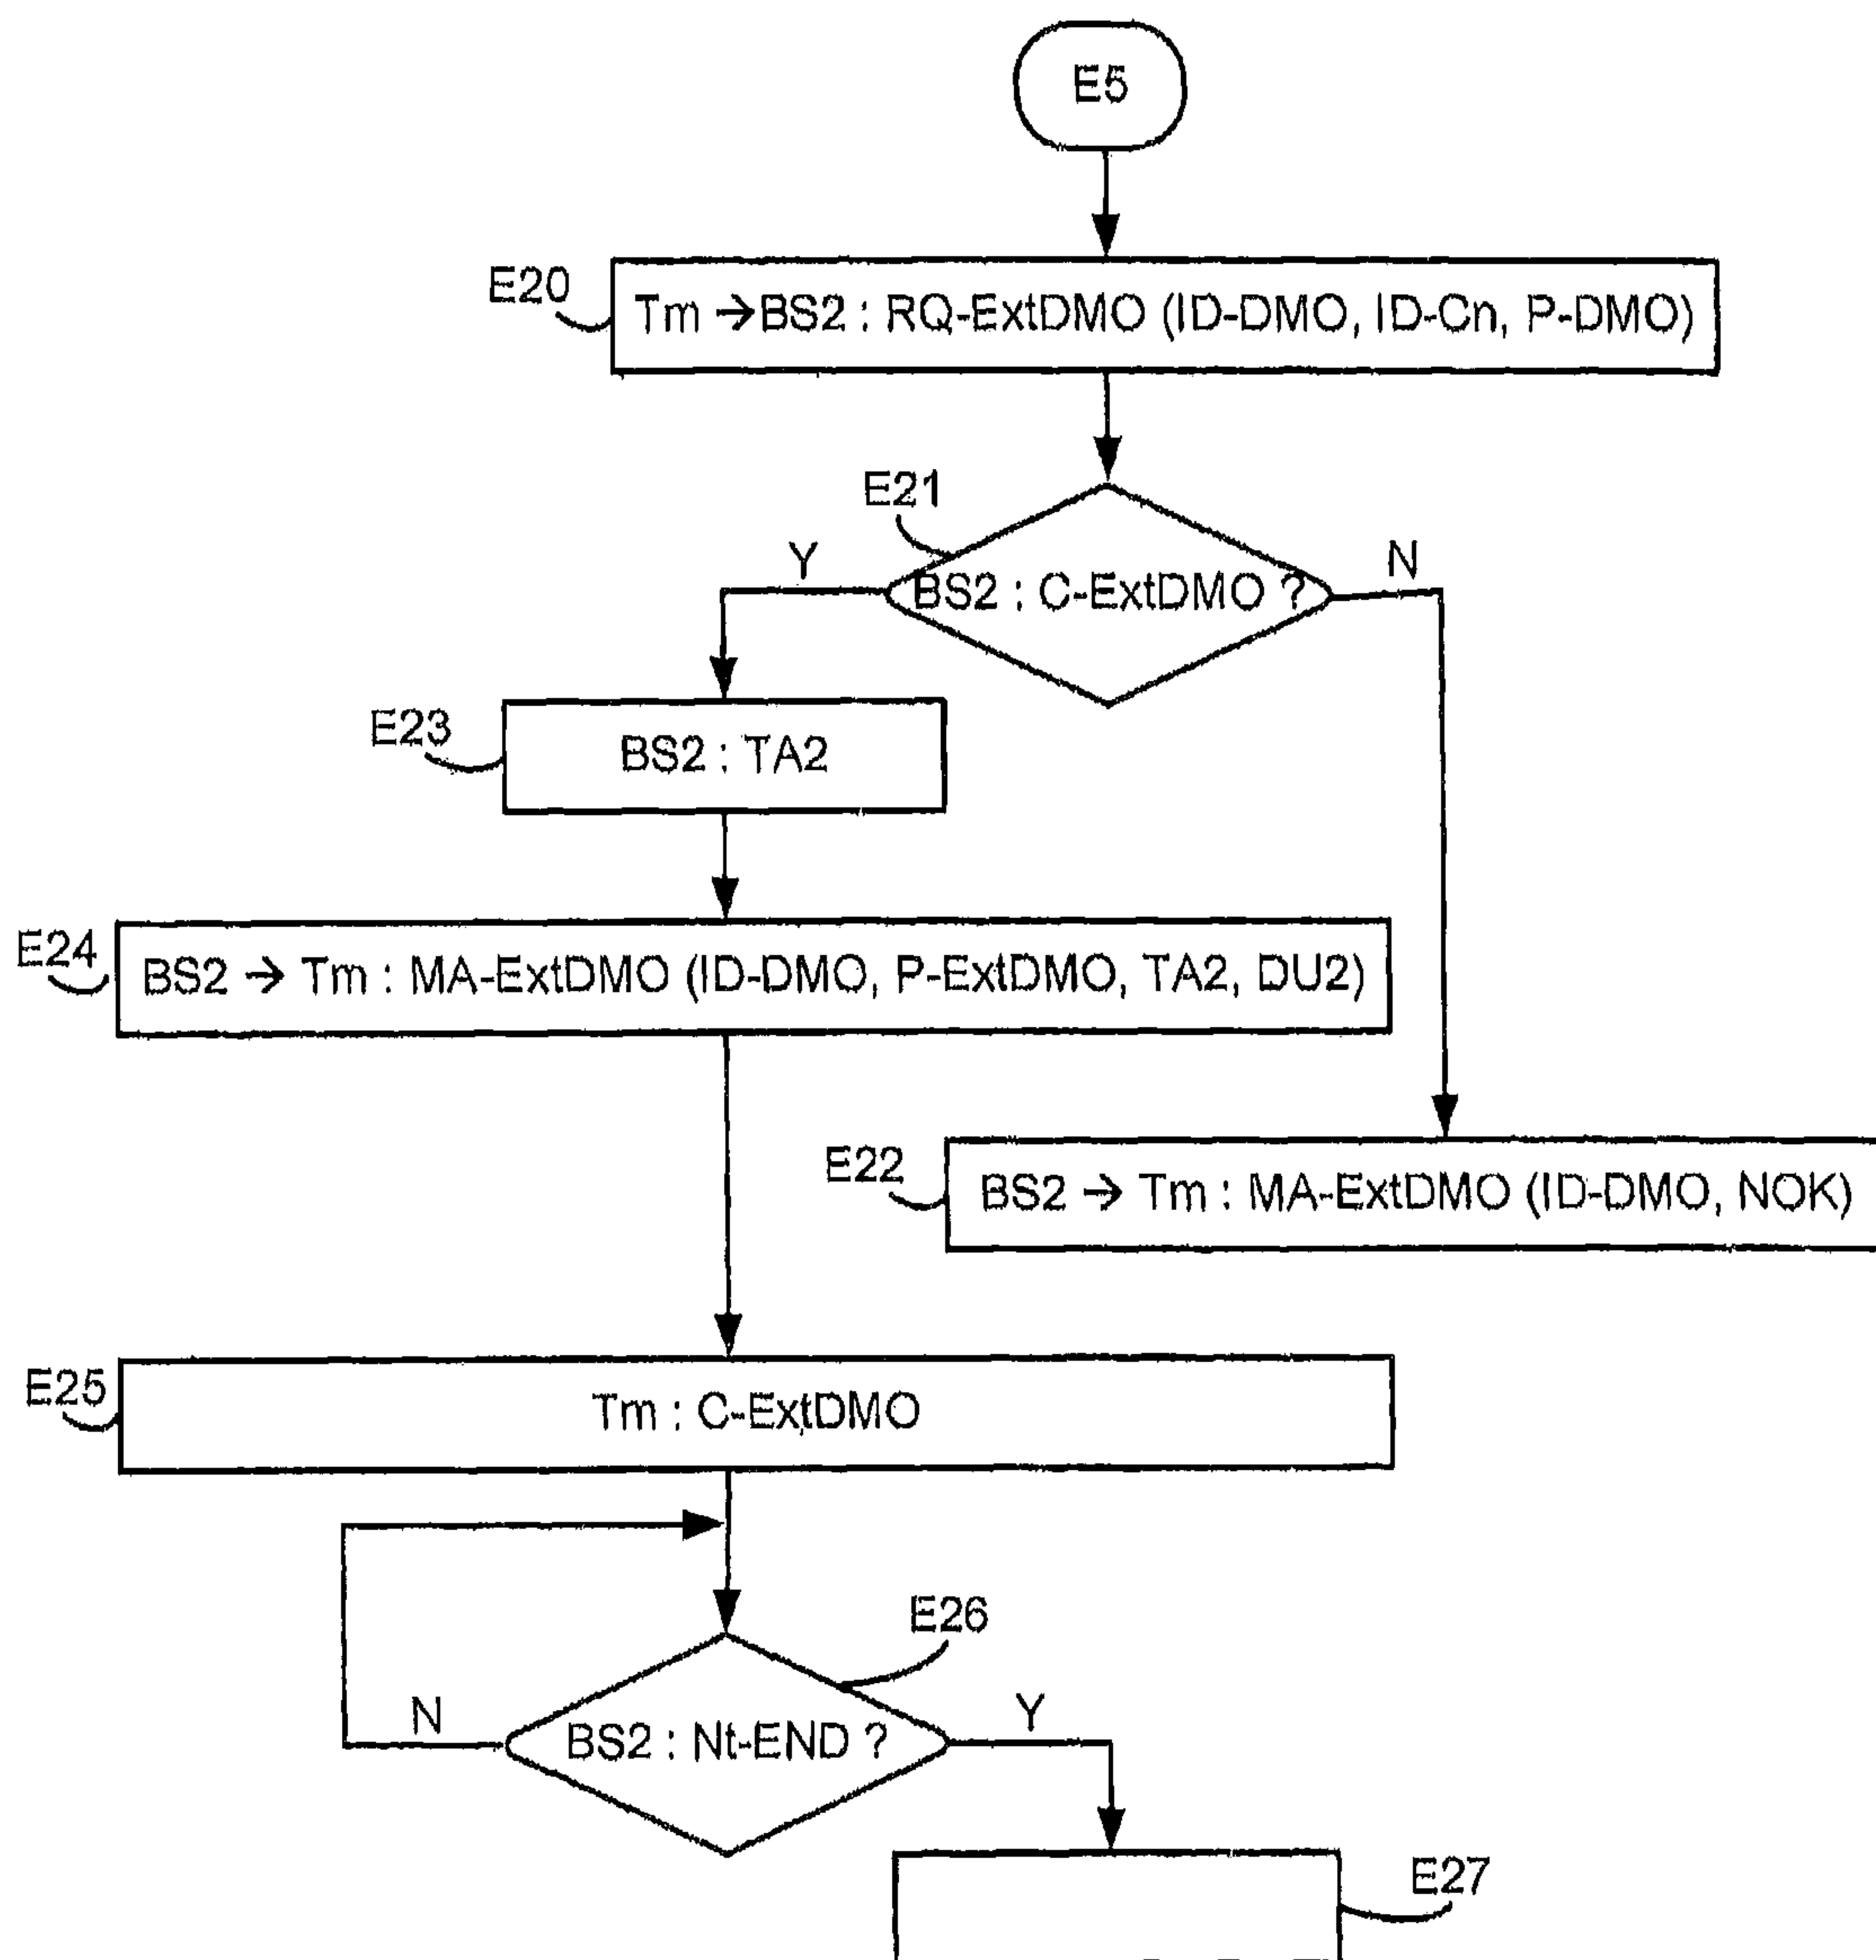 E5
E20
Tm → BS2 : RQ-ExtDMO (ID-DMO, ID-Cn, P-DMO)
E21
Y
N
BS2 : C-ExtDMO ?
E23
BS2 : TA2
E24
BS2 → Tm : MA-ExtDMO (ID-DMO, P-ExtDMO, TA2, DU2)
E22
BS2 → Tm : MA-ExtDMO (ID-DMO, NOK)
E25
Tm : C-ExtDMO
E26
N
Y
BS2 : Nt-END ?
E27